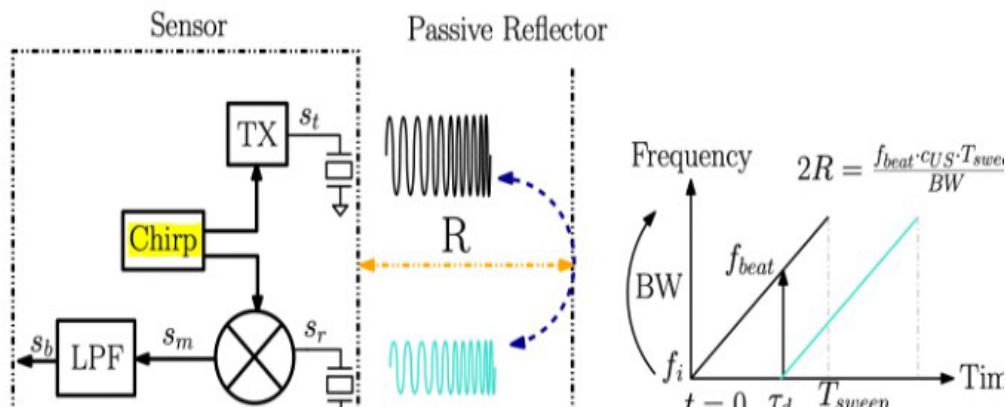 Sensor
Passive Reflector
TX
s_t
Chirp
R
LPF
s_b
s_m
s_r
Frequency
2R = f_beat·c_US·T_swee / BW
f_beat
BW
f_i
Tim
t = 0
τ_d
T_sweep